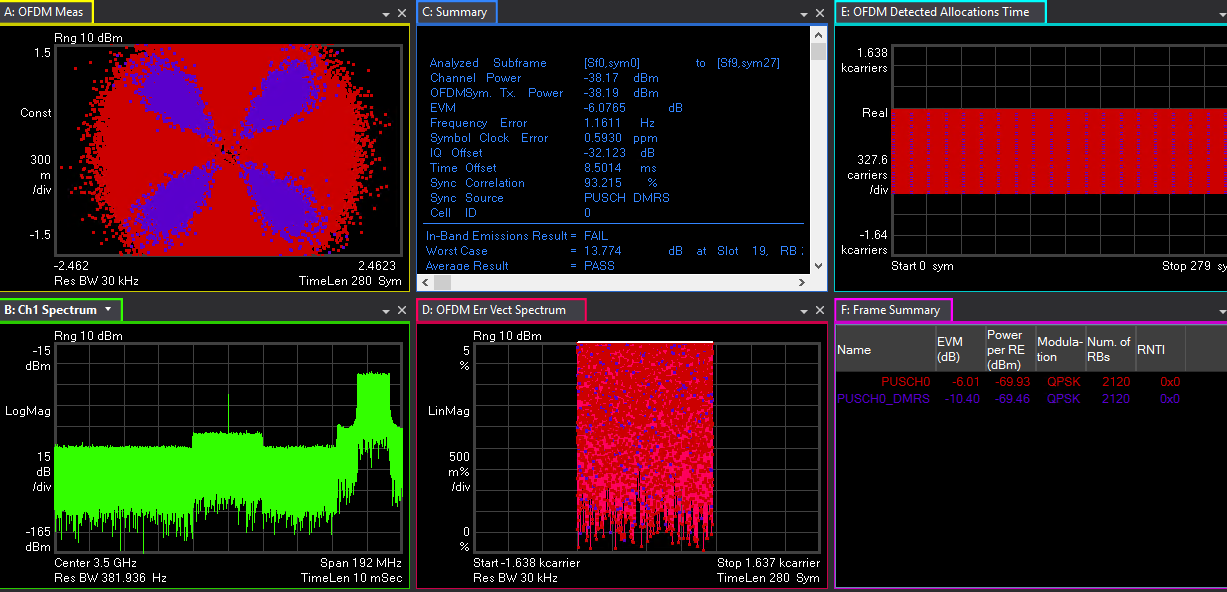 A: OFDM Meas
Rng 10 dBm
1.5
Const
300
m
/div
-1.5
-2.462 2.4623
Res BW 30 kHz TimeLen 280 Sym
C: Summary
Analyzed Subframe [Sf0,sym0] to [Sf9,sym27]
Channel Power -38.17 dBm
OFDMSym. Tx. Power -38.19 dBm
EVM -6.0765 dB
Frequency Error 1.1611 Hz
Symbol Clock Error 0.5930 ppm
IQ Offset -32.123 dB
Time Offset 8.5014 ms
Sync Correlation 93.215 %
Sync Source PUSCH DMRS
Cell ID 0
In-Band Emissions Result = FAIL
Worst Case = 13.774 dB at Slot 19, RB
Average Result = PASS
E: OFDM Detected Allocations Time
1.638
kcarriers
Real
327.6
carriers
/div
-1.64
kcarriers
Start 0 sym Stop 279 sy
B: Ch1 Spectrum
Rng 10 dBm
-15
dBm
LogMag
15
dB
/div
-165
dBm
Center 3.5 GHz Span 192 MHz
Res BW 381.936 Hz TimeLen 10 mSec
D: OFDM Err Vect Spectrum
Rng 10 dBm
5
%
LinMag
500
m%
/div
0
%
Start -1.638 kcarrier Stop 1.637 kcarrier
Res BW 30 kHz TimeLen 280 Sym
F: Frame Summary
Name EVM (dB) Power per RE (dBm) Modula-tion Num. of RBs RNTI
PUSCH0 -6.01 -69.93 QPSK 2120 0x0
PUSCH0_DMRS -10.40 -69.46 QPSK 2120 0x0